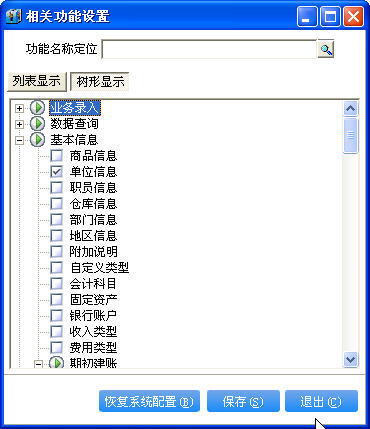 相关功能设置
功能名称定位
列表显示 树形显示
业务录入
数据查询
基本信息
商品信息
单位信息
职员信息
仓库信息
部门信息
地区信息
附加说明
自定义类型
会计科目
固定资产
银行账户
收入类型
费用类型
期初建账
恢复系统配置(R) 保存(S) 退出(C)